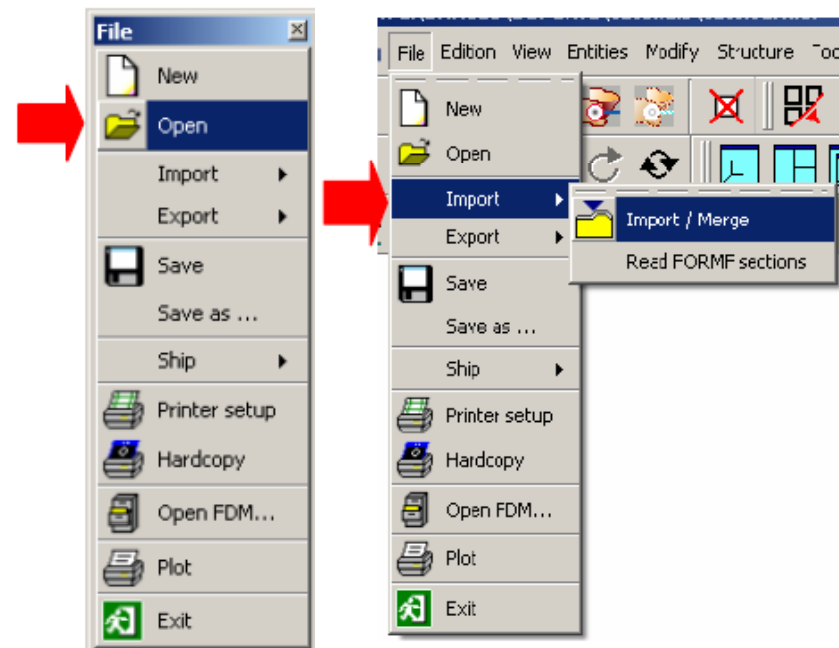 File
New
Open
Import
Export
Save
Save as ...
Ship
Printer setup
Hardcopy
Open FDM...
Plot
Exit
File Edition View Entities Modify Structure Too
New
Open
Import
Export
Save
Save as ...
Ship
Printer setup
Hardcopy
Open FDM...
Plot
Exit
Import / Merge
Read FORMF sections